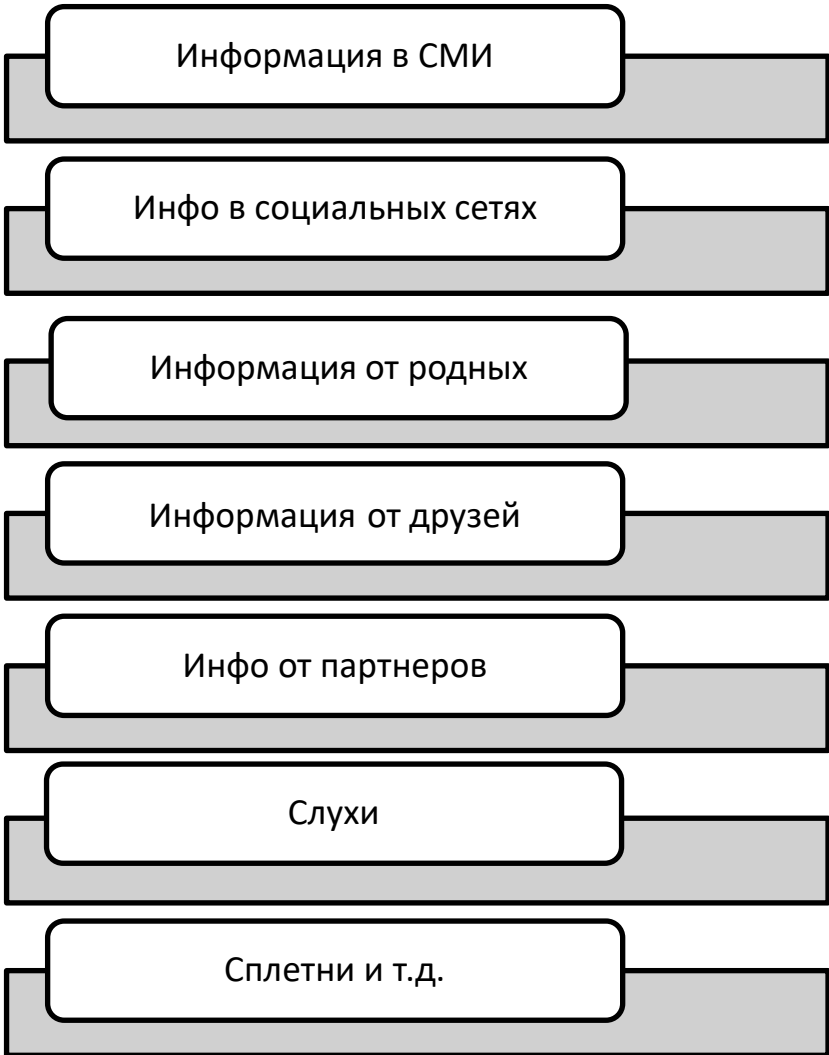 Информация в СМИ
Инфо в социальных сетях
Информация от родных
Информация от друзей
Инфо от партнеров
Слухи
Сплетни и т.д.